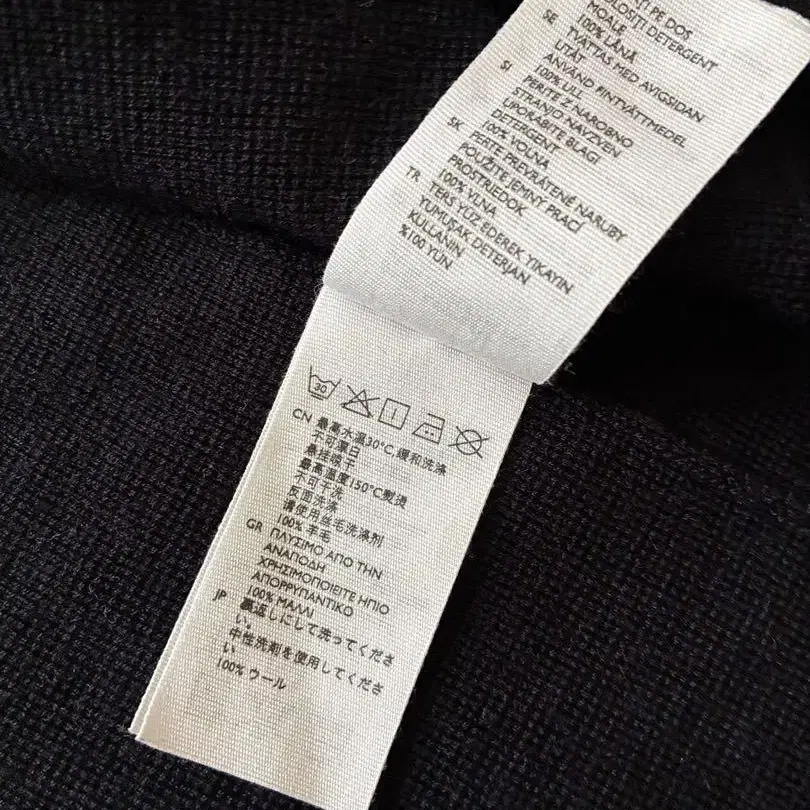 PE DOS
DETERGENT
MOALE
100% LÂNĂ
SE TVÄTTAS MED AVIGSIDAN
UTÅT
ANVÄND FINTVÄTTMEDEL
100% ULL
SI PERITE Z NAROBNO
STRANJO NAVZVEN
UPORABITE BLAGI
DETERGENT
100% VOLNA
SK PERTE PREVRÁTENÉ NARUBY
POUŽITE JEMNÝ PRACÍ
PROSTRIEDOK
100% VLNA
TR TERS YÜZ EDEREK YIKAYIN
YUMUŞAK DETERJAN
KULLANIN
%100 YÜN
30
CN 最高水温30°C,缓和洗涤
不可漂白
悬挂晾干
最高温度150°C熨烫
不可干洗
反面洗涤
请使用丝毛洗涤剂
100% 羊毛
GR ΠΛΥΣΙΜΟ ΑΠΟ ΤΗΝ
ΑΝΑΠΟΔΗ
ΧΡΗΣΙΜΟΠΟΙΕΙΤΕ ΗΠΙΟ
ΑΠΟΡΡΥΠΑΝΤΙΚΟ
100% ΜΑΛΛΙ
JP 裏返しにして洗ってくださ
い。
中性洗剤を使用してくださ
い
100% ウール